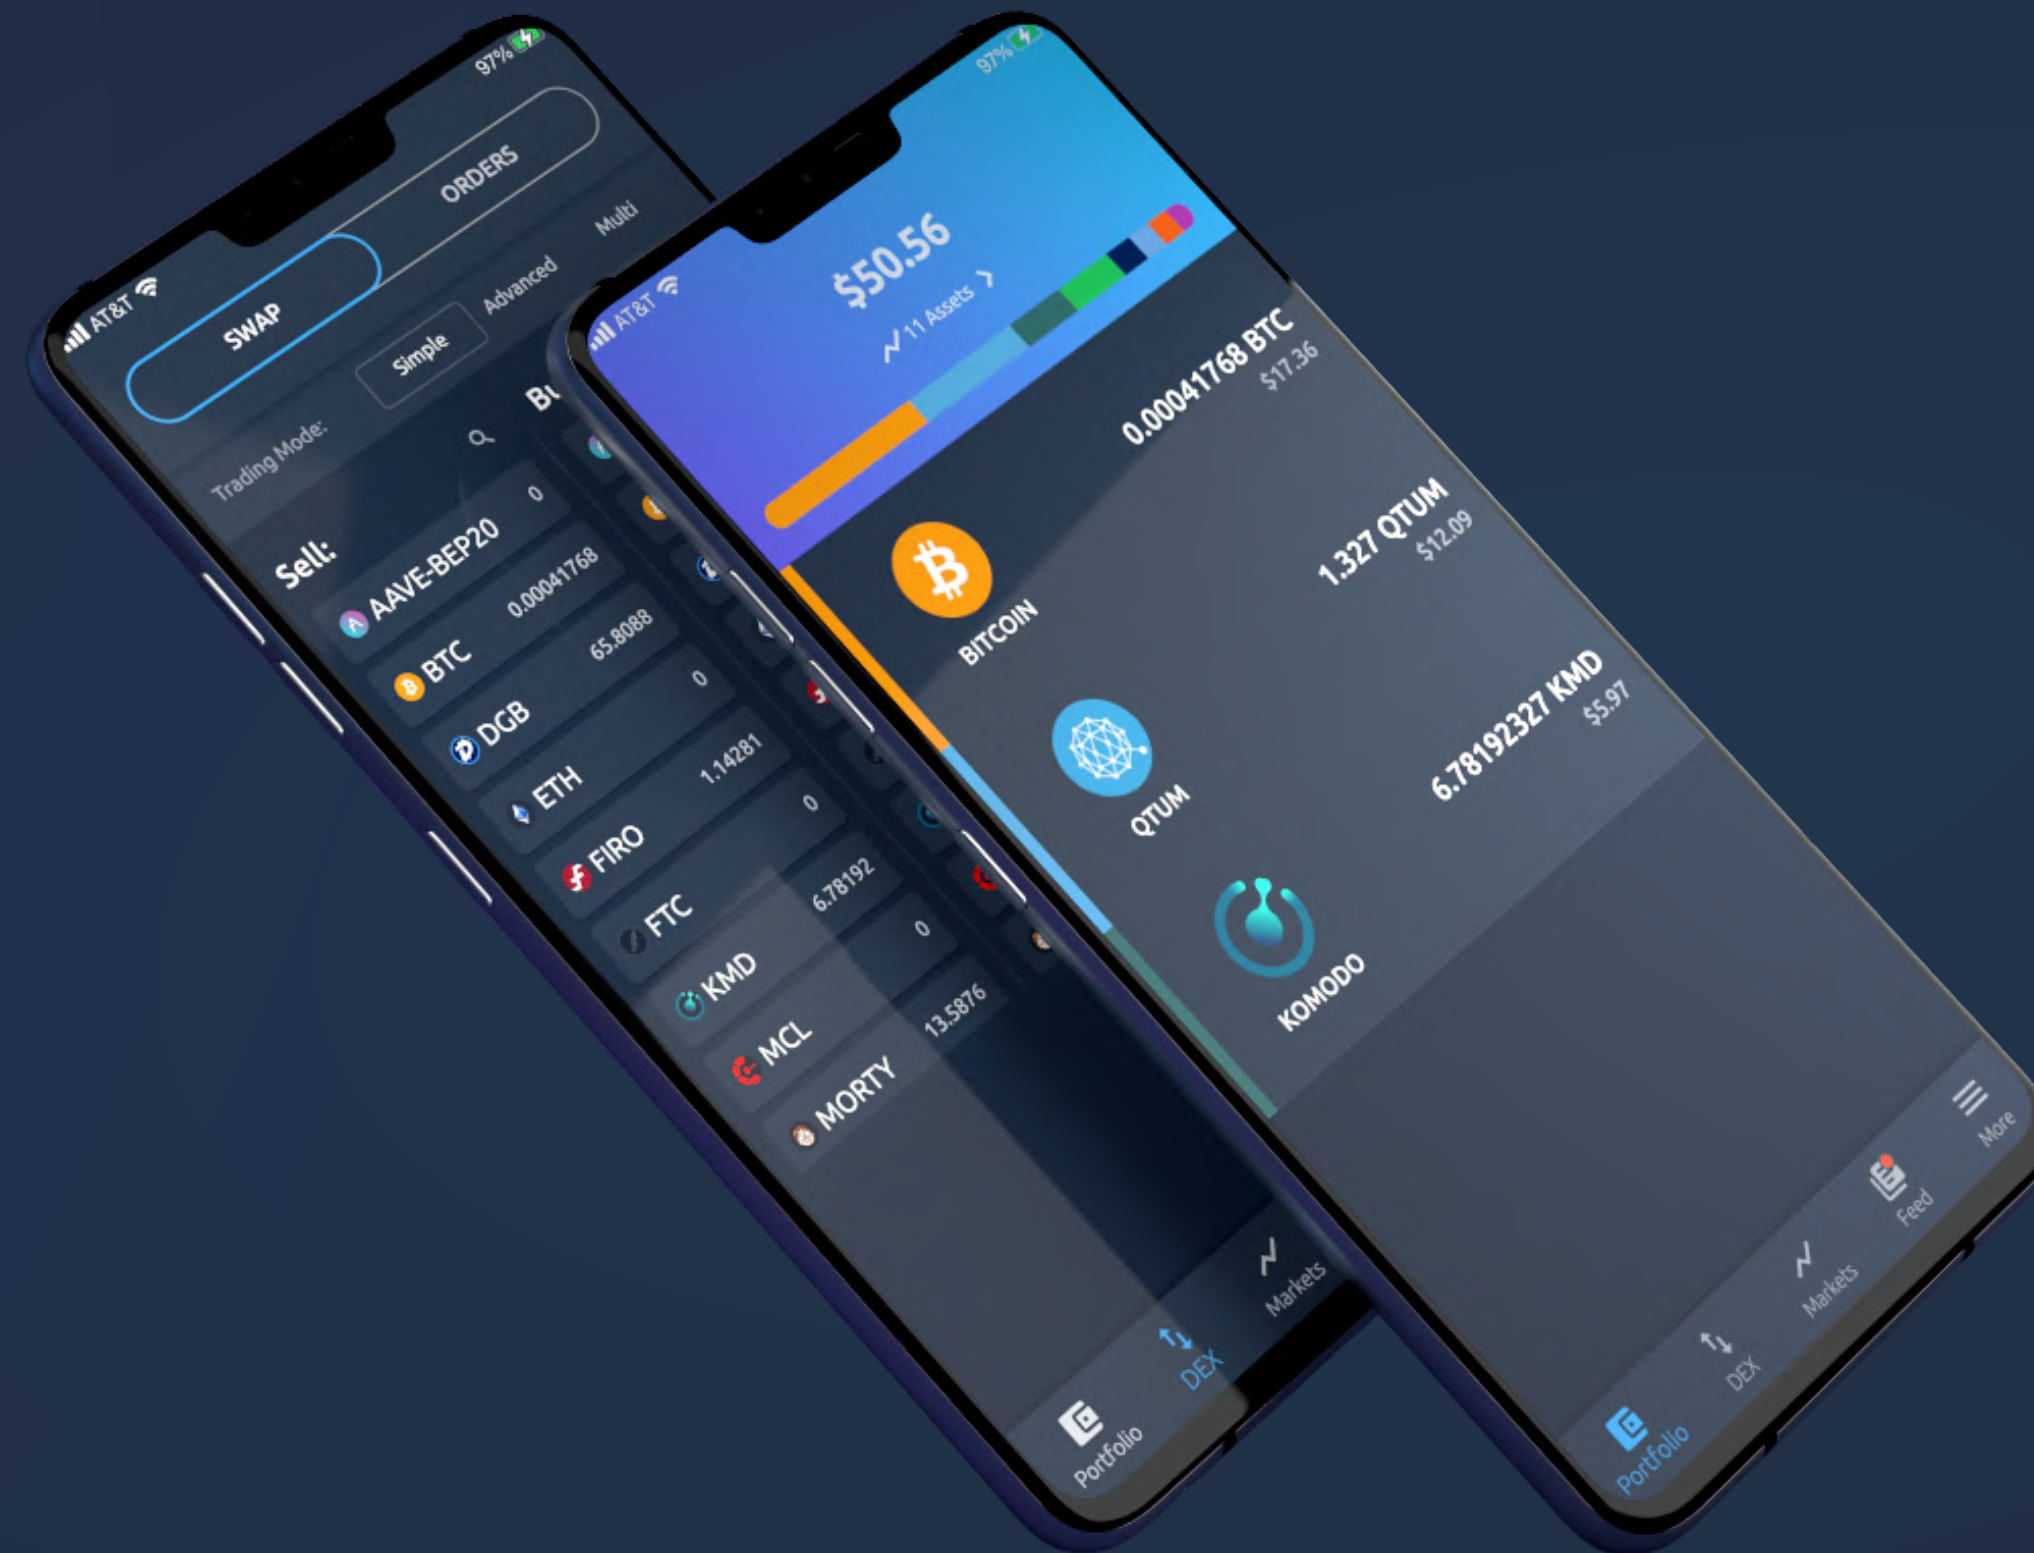 AT&T
97%
SWAP
ORDERS
Trading Mode:
Simple
Advanced
Multi
Sell:
AAVE-BEP20 0
BTC 0.00041768
DGB 65.8088
ETH 0
FIRO 1.14281
FTC 0
KMD 6.78192
MCL 0
MORTY 13.5876
Portfolio
DEX
Markets
AT&T
97%
$50.56
11 Assets
BITCOIN
0.00041768 BTC
$17.36
QTUM
1.327 QTUM
$12.09
KOMODO
6.78192327 KMD
$5.97
Portfolio
DEX
Markets
Feed
More